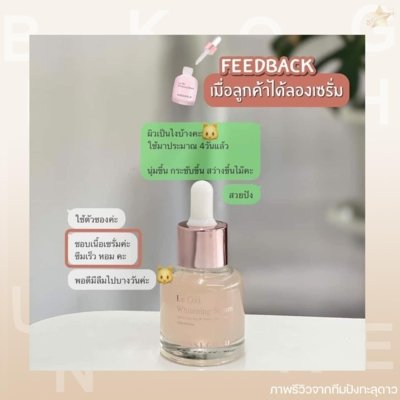 FEEDBACK
เมื่อลูกค้าได้ลองเซรั่ม
ผิวเป็นไงบ้างคะ
ใช้มาประมาณ 4วันแล้ว
นุ่มขึ้น กระชับขึ้น สว่างขึ้นไม๊คะ
สวยปัง
ใช้ตัวซองค่ะ
ชอบเนื้อเซรั่มค่ะ
ซึมเร็ว หอม คะ
พอดีมีลืมไปบางวันค่ะ
Whitening Serum
ภาพรีวิวจากทีมปังทะลุดาว